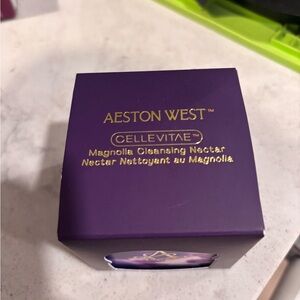 AESTON WEST™
CELLEVITAE™
Magnolia Cleansing Nectar
Nectar Nettoyant au Magnolia